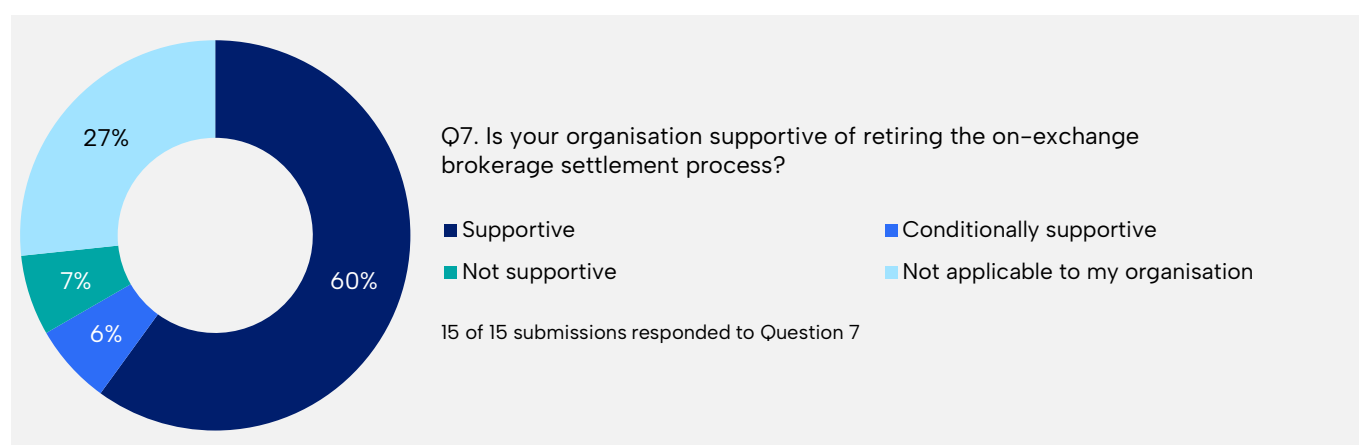 27%
60%
7%
6%
Q7. Is your organisation supportive of retiring the on-exchange
brokerage settlement process?
Supportive
Conditionally supportive
Not supportive
Not applicable to my organisation
15 of 15 submissions responded to Question 7